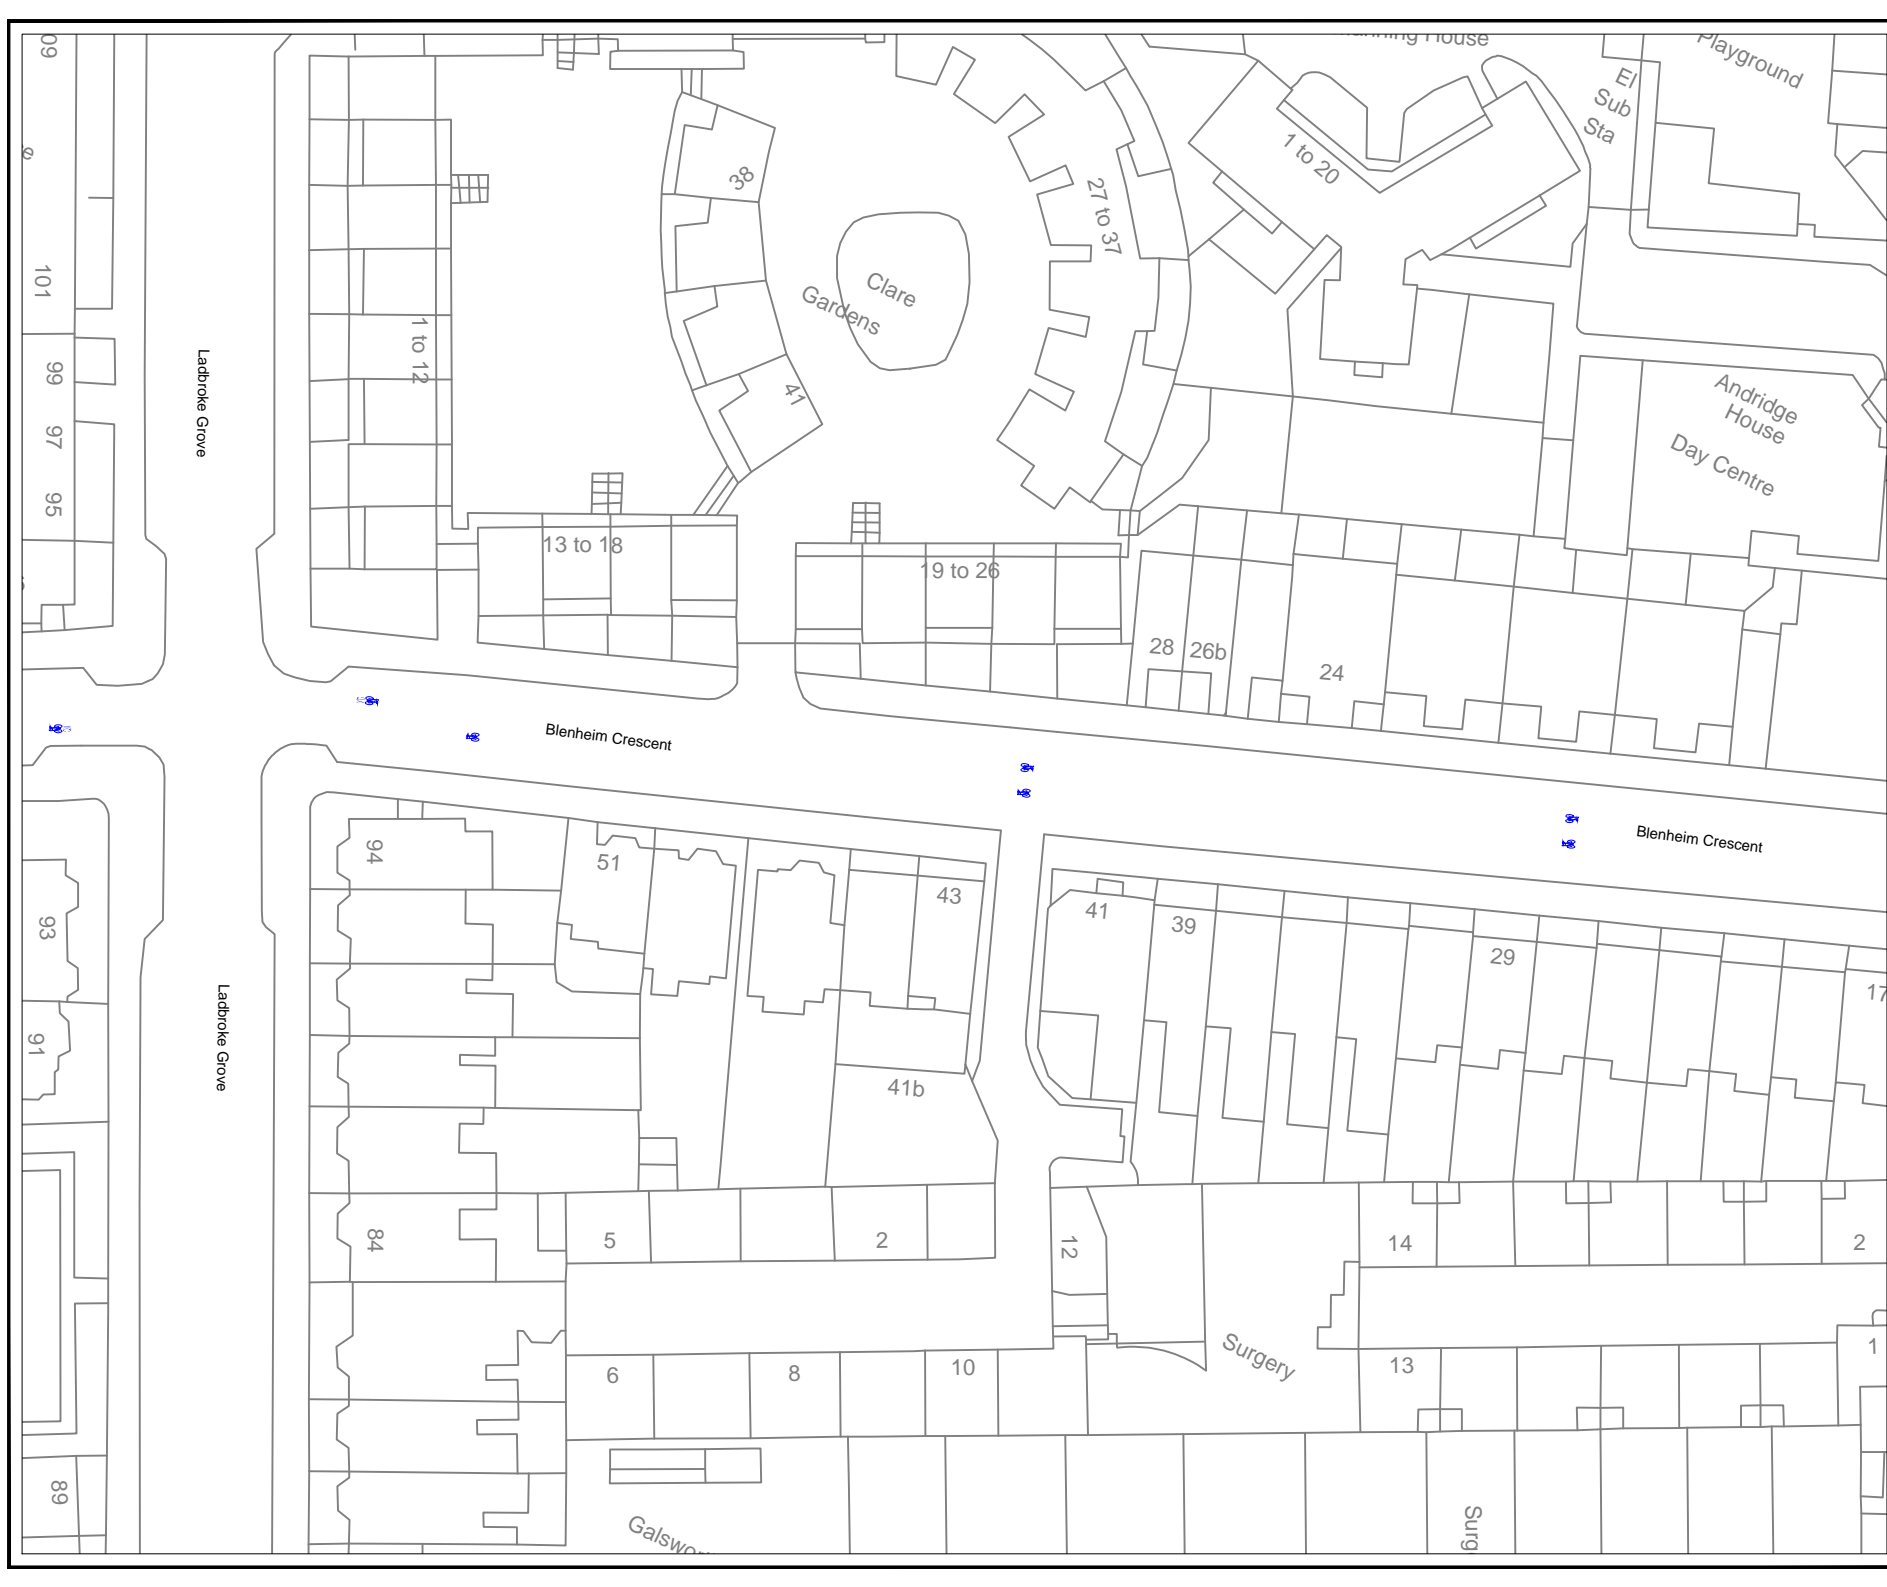 Playground
El
Sub
Sta
1 to 20
38
27 to 37
101
Clare
Gardens
1 to 12
99
Ladbroke Grove
41
Andridge
House
97
Day Centre
95
13 to 18
19 to 26
28
26b
24
Blenheim Crescent
Blenheim Crescent
94
51
43
41
39
93
29
17
91
Ladbroke Grove
41b
84
5
2
12
14
2
6
8
10
Surgery
13
1
89